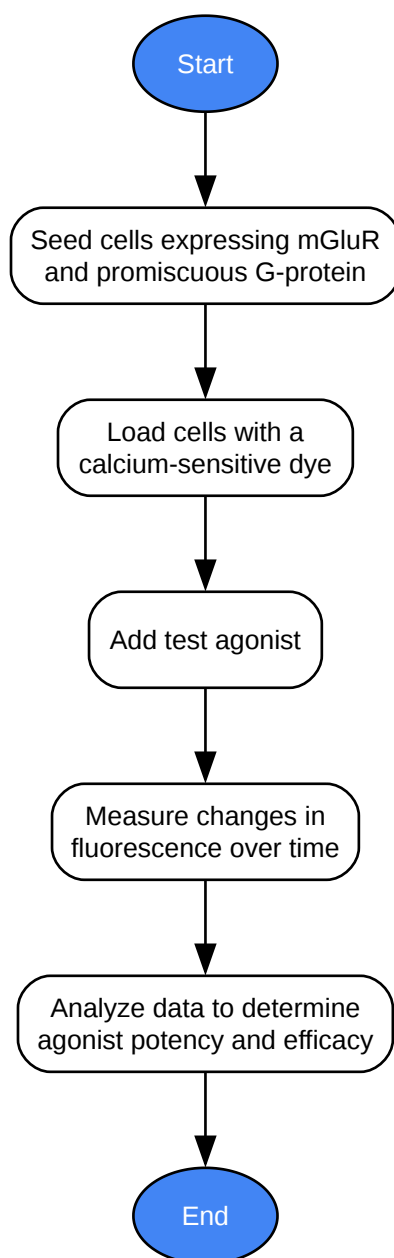 Start
Seed cells expressing mGluR
and promiscuous G-protein
Load cells with a
calcium-sensitive dye
Add test agonist
Measure changes in
fluorescence over time
Analyze data to determine
agonist potency and efficacy
End